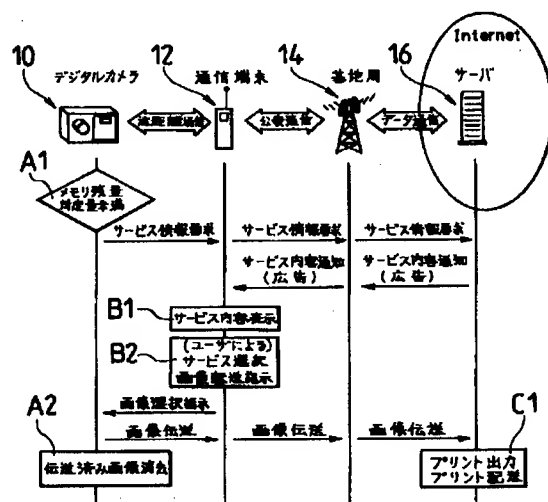 Internet
10
12
14
16
デジタルカメラ
通信端末
基地局
サーバ
近距離通信
公衆通信
データ通信
A1
メモリ残量
所定量未満
サービス情報要求
サービス情報要求
サービス情報要求
サービス内容通知
(広告)
サービス内容通知
(広告)
B1
サービス内容表示
B2
(ユーザによる)
サービス選択
画像転送指示
画像選択指示
A2
画像伝送
画像伝送
画像伝送
C1
伝送済み画像消去
プリント出力
プリント配送